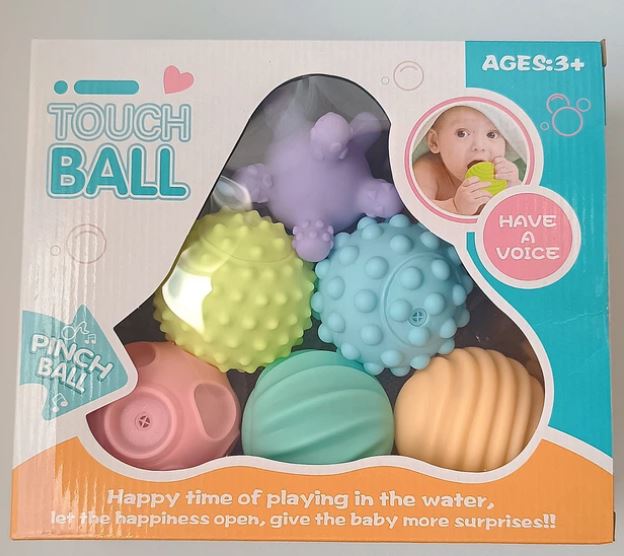 AGES:3+
TOUCH
BALL
HAVE
A
VOICE
PINCH
BALL
Happy time of playing in the water,
let the happiness open, give the baby more surprises!!